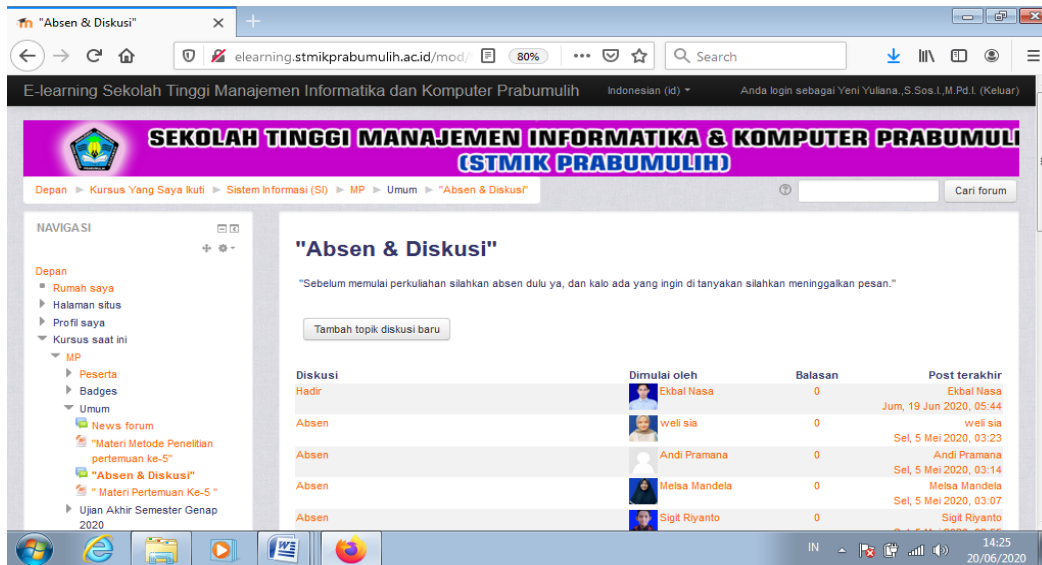 "Absen & Diskusi"
elearning.stmikprabumulih.ac.id/mod/
80%
Search
E-learning Sekolah Tinggi Manajemen Informatika dan Komputer Prabumulih
Indonesian (id)
Anda login sebagai Yeni Yuliana.,S.Sos.I.,M.Pd.I. (Keluar)
SEKOLAH TINGGI MANAJEMEN INFORMATIKA & KOMPUTER PRABUMULI
(STMIK PRABUMULIH)
Depan Kursus Yang Saya Ikuti Sistem Informasi (SI) MP Umum "Absen & Diskusi"
Cari forum
NAVIGASI
Depan
Rumah saya
Halaman situs
Profil saya
Kursus saat ini
MP
Peserta
Badges
Umum
News forum
"Materi Metode Penelitian
pertemuan ke-5"
"Absen & Diskusi"
" Materi Pertemuan Ke-5 "
Ujian Akhir Semester Genap
2020
"Absen & Diskusi"
"Sebelum memulai perkuliahan silahkan absen dulu ya, dan kalo ada yang ingin di tanyakan silahkan meninggalkan pesan."
Tambah topik diskusi baru
Diskusi Dimulai oleh Balasan Post terakhir
Hadir Ekbal Nasa 0 Ekbal Nasa
Jum, 19 Jun 2020, 05:44
Absen weli sia 0 weli sia
Sel, 5 Mei 2020, 03:23
Absen Andi Pramana 0 Andi Pramana
Sel, 5 Mei 2020, 03:14
Absen Melsa Mandela 0 Melsa Mandela
Sel, 5 Mei 2020, 03:07
Absen Sigit Riyanto 0 Sigit Riyanto
IN
14:25
20/06/2020